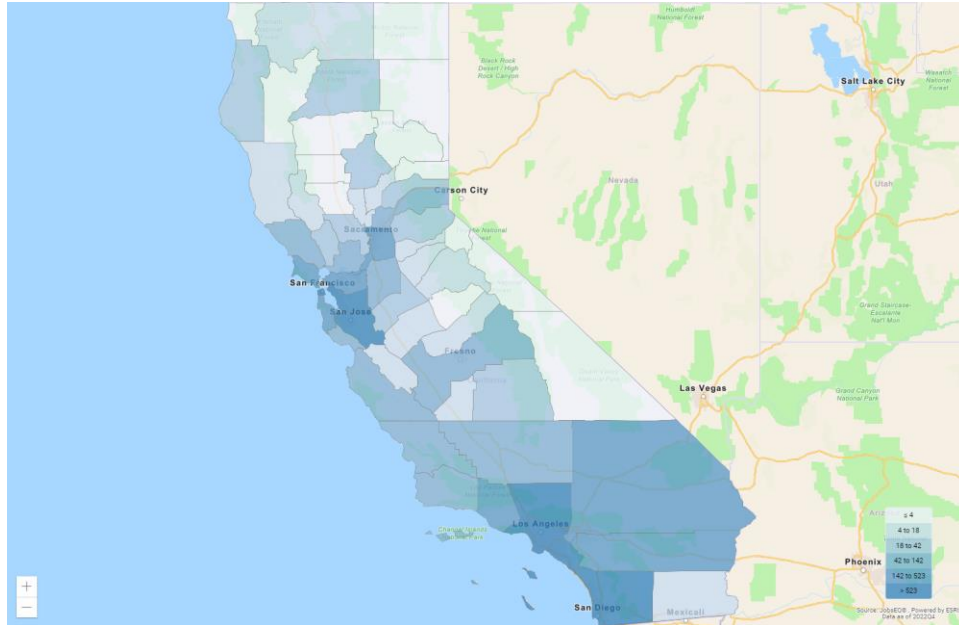 Humboldt
National Forest
Black Rock
Desert / High
Rock Canyon
Salt Lake City
Wasatch
National
Forest
Nevada
Utah
Carson City
Sacramento
San Francisco
San Jose
Fresno
Grand Staircase-
Escalante
Nat'l Mon
Las Vegas
Grand Canyon
National Park
Los Angeles
San Diego
Mexicali
Phoenix
≤ 4
4 to 18
18 to 42
42 to 142
142 to 523
> 523
+
−
Source: JobsEQ® , Powered by ESRI
Data as of 2022Q4